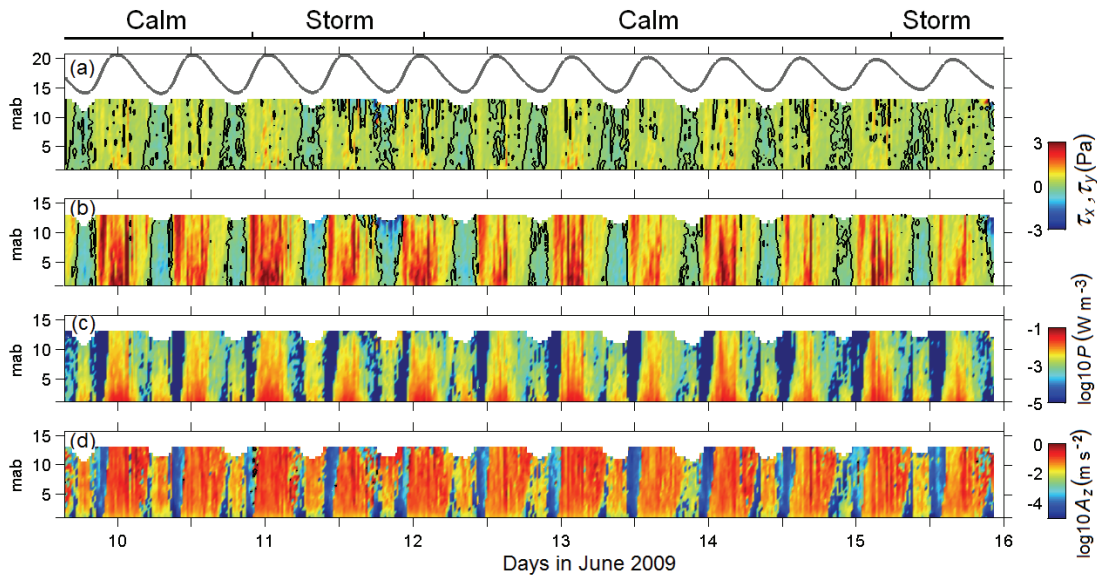 Calm Storm Calm Storm
(a)
20
15
10
5
mab
3
0
-3
τx , τy (Pa)
(b)
15
10
5
mab
(c)
15
10
5
mab
-1
-2
-3
-4
-5
log10 P (W m-3)
(d)
15
10
5
mab
0
-2
-4
log10 Az (m s-2)
10 11 12 13 14 15 16
Days in June 2009